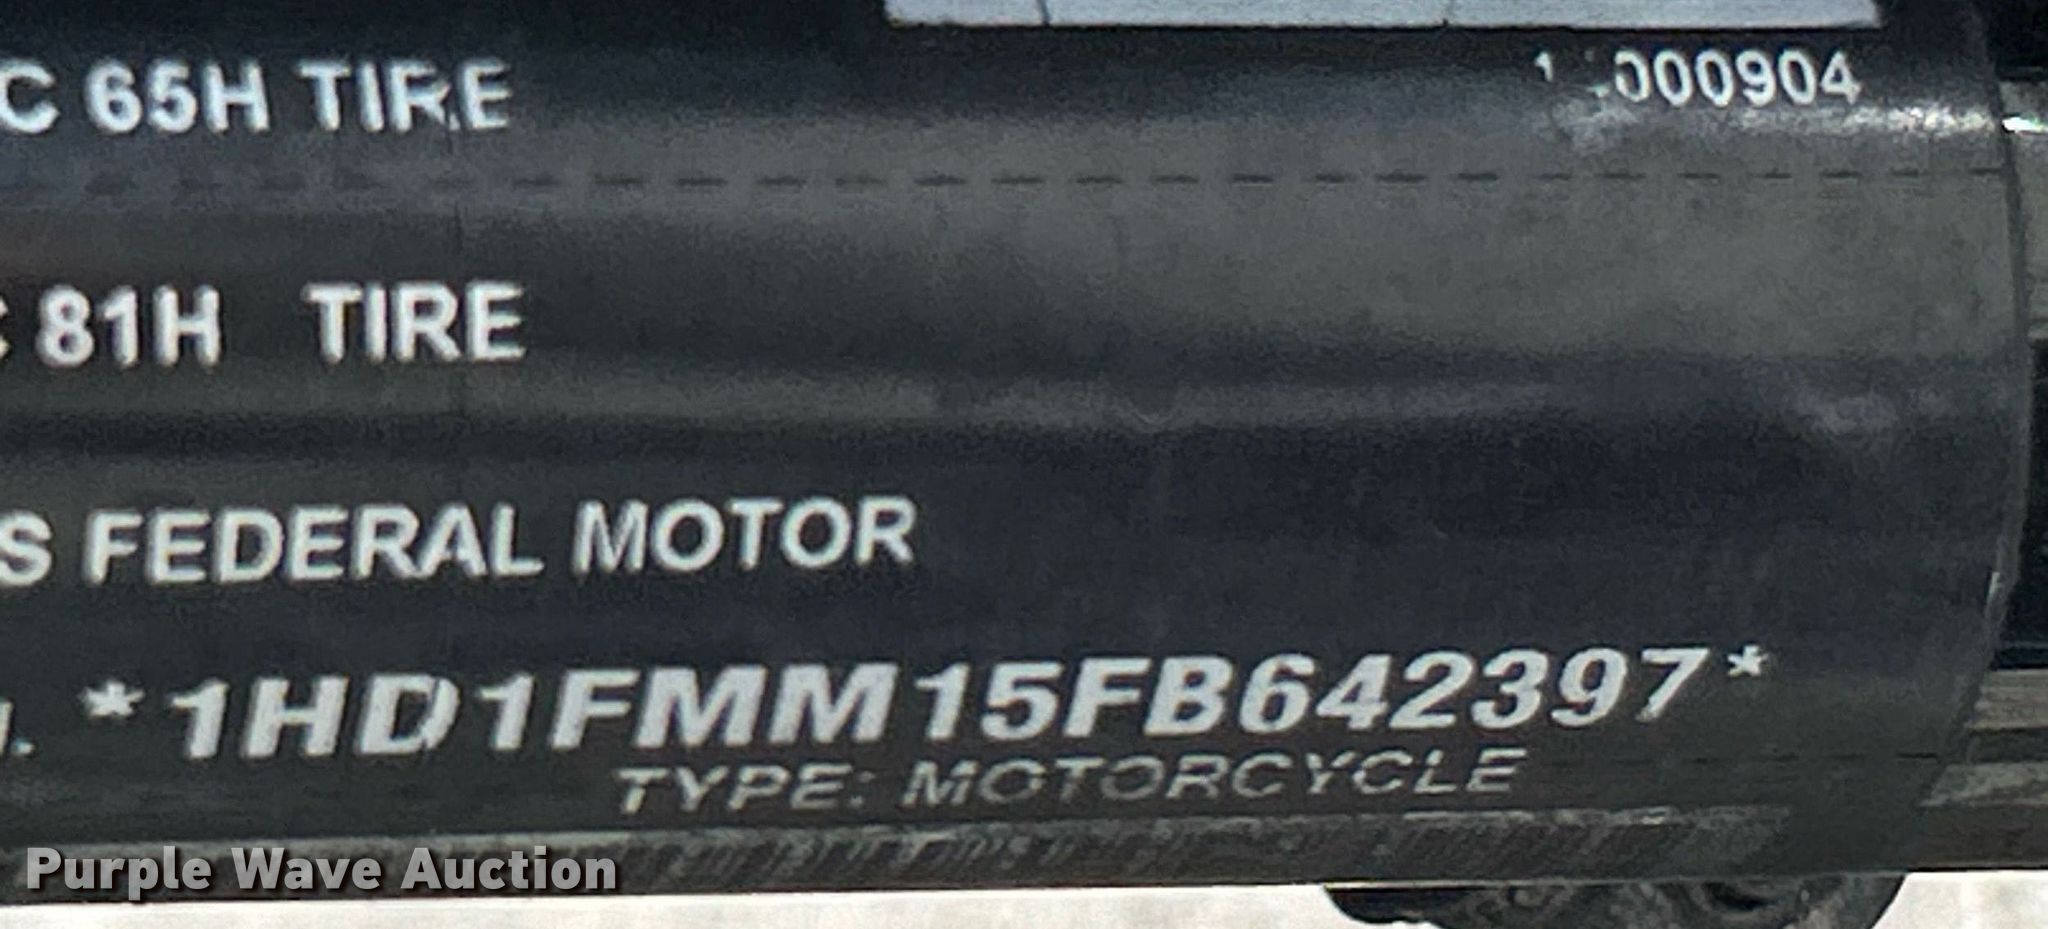 C 65H TIRE
000904
81H TIRE
S FEDERAL MOTOR
*1HD1FMM15FB642397*
TYPE: MOTORCYCLE
Purple Wave Auction